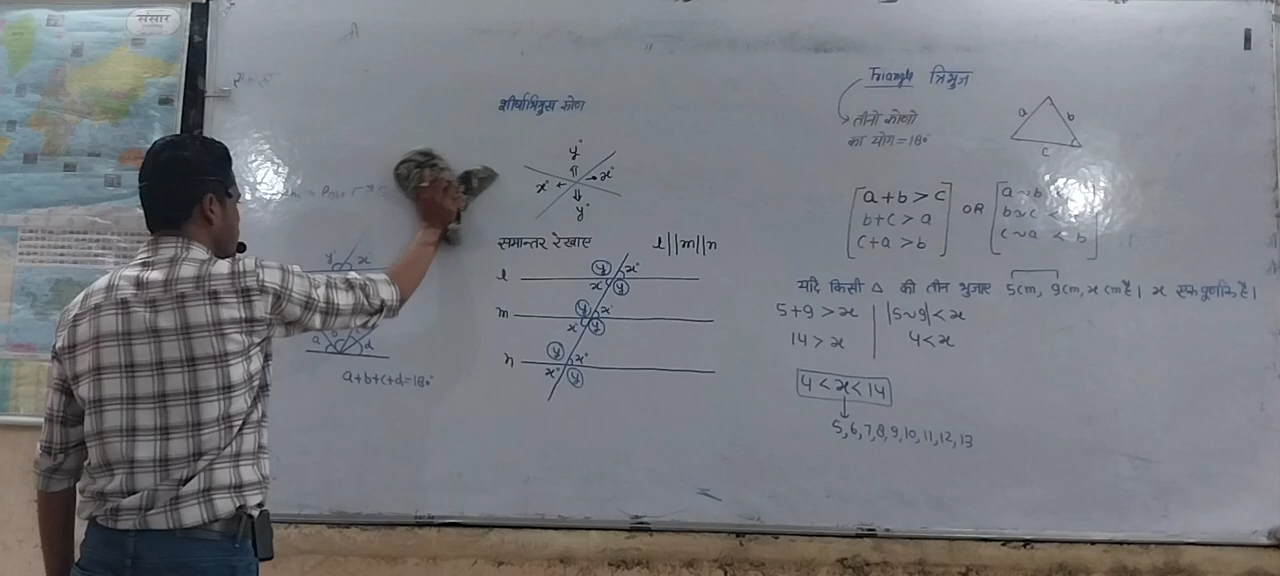 संसार
y x
a d
a+b+c+d=180°
शीर्षाभिमुख कोण
y°
x° x°
y°
समान्तर रेखाए l||m||n
l y x°
x y
m y x°
x y
n y x°
x° y
Triangle त्रिभुज
तीनों कोणो
का योग=180°
a b
c
a+b>c
b+c>a
c+a>b
OR
a~b <
b~c <
c~a < b
यदि किसी △ की तीन भुजाए 5cm, 9cm, x cm है। x एक पूर्णांक है।
5+9>x |5~9|<x
14>x 4<x
4<x<14
5,6,7,8,9,10,11,12,13